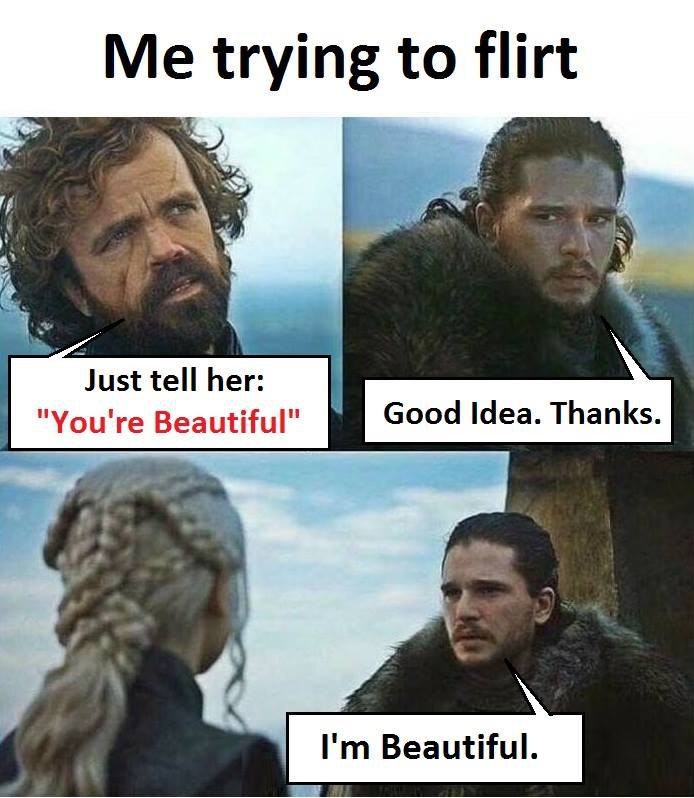 Me trying to flirt
Just tell her:
"You're Beautiful"
Good Idea. Thanks.
I'm Beautiful.